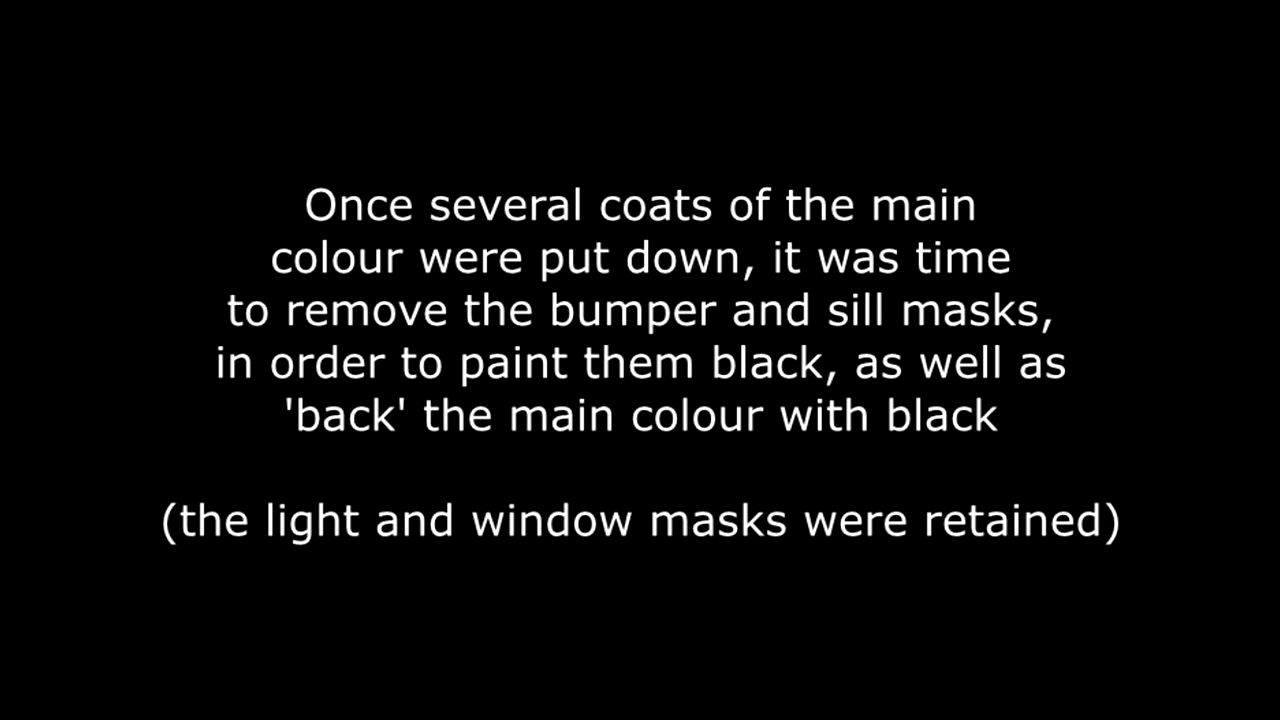 Once several coats of the main
colour were put down, it was time
to remove the bumper and sill masks,
in order to paint them black, as well as
'back' the main colour with black
(the light and window masks were retained)